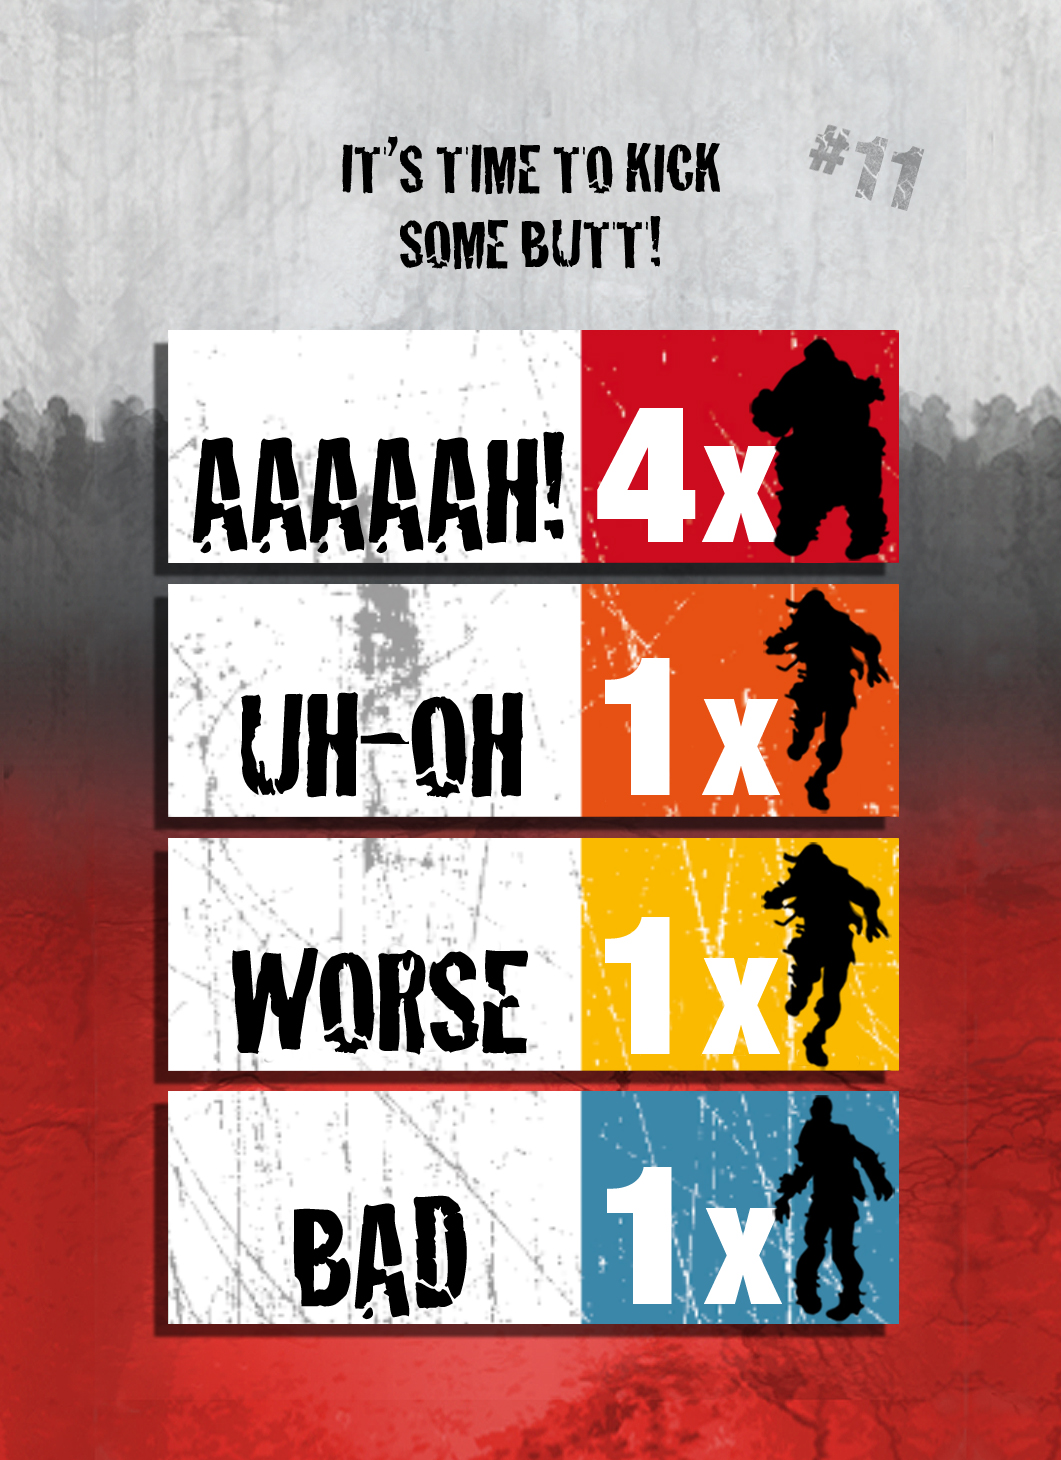 IT'S TIME TO KICK
#11
SOME BUTT!
AAAAAH! 4x
UH-OH 1x
WORSE 1x
BAD 1x